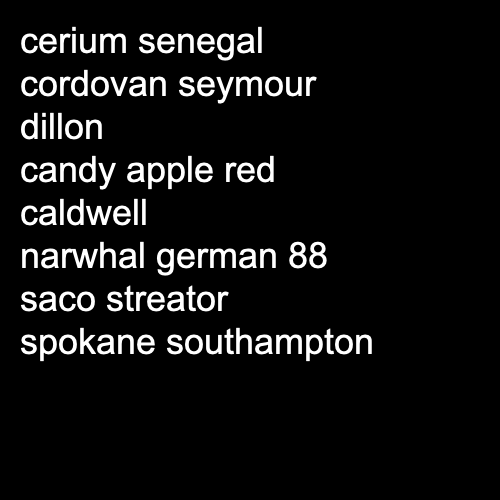 cerium senegal
cordovan seymour
dillon
candy apple red
caldwell
narwhal german 88
saco streator
spokane southampton